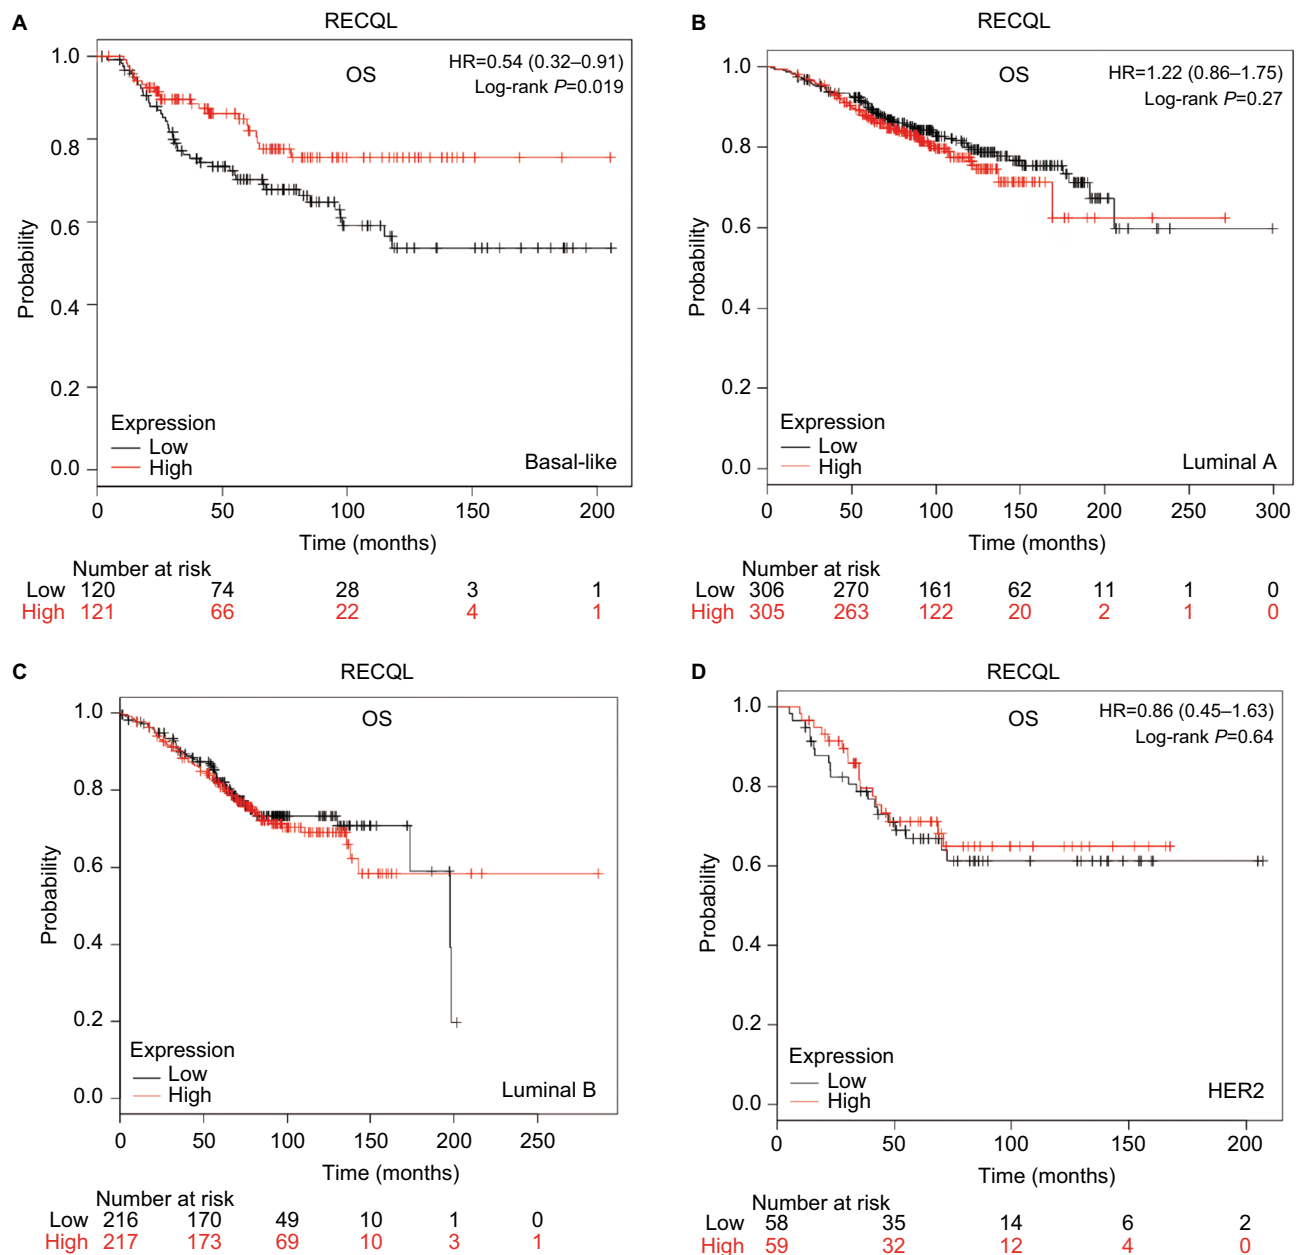 A
RECQL
OS
HR=0.54 (0.32–0.91)
Log-rank P=0.019
Probability
1.0
0.8
0.6
0.4
0.2
0.0
Expression
Low
High
Basal-like
0 50 100 150 200
Time (months)
Number at risk
Low 120 74 28 3 1
High 121 66 22 4 1
B
RECQL
OS
HR=1.22 (0.86–1.75)
Log-rank P=0.27
Probability
1.0
0.8
0.6
0.4
0.2
0.0
Expression
Low
High
Luminal A
0 50 100 150 200 250 300
Time (months)
Number at risk
Low 306 270 161 62 11 1 0
High 305 263 122 20 2 1 0
C
RECQL
OS
Probability
1.0
0.8
0.6
0.4
0.2
0.0
Expression
Low
High
Luminal B
0 50 100 150 200 250
Time (months)
Number at risk
Low 216 170 49 10 1 0
High 217 173 69 10 3 1
D
RECQL
OS
HR=0.86 (0.45–1.63)
Log-rank P=0.64
Probability
1.0
0.8
0.6
0.4
0.2
0.0
Expression
Low
High
HER2
0 50 100 150 200
Time (months)
Number at risk
Low 58 35 14 6 2
High 59 32 12 4 0